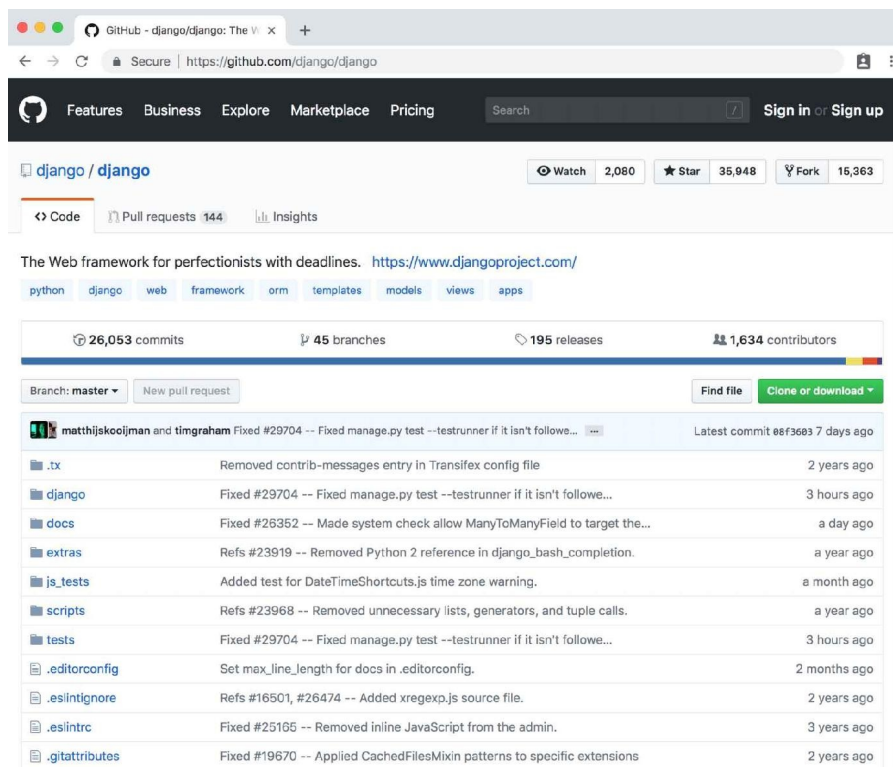 GitHub - django/django: The W
Secure | https://github.com/django/django
Features Business Explore Marketplace Pricing Search / Sign in or Sign up
django / django Watch 2,080 Star 35,948 Fork 15,363
<> Code Pull requests 144 Insights
The Web framework for perfectionists with deadlines. https://www.djangoproject.com/
python django web framework orm templates models views apps
26,053 commits 45 branches 195 releases 1,634 contributors
Branch: master New pull request Find file Clone or download
matthijskooijman and timgraham Fixed #29704 -- Fixed manage.py test --testrunner if it isn't followe... ... Latest commit 08f3603 7 days ago
.tx Removed contrib-messages entry in Transifex config file 2 years ago
django Fixed #29704 -- Fixed manage.py test --testrunner if it isn't followe... 3 hours ago
docs Fixed #26352 -- Made system check allow ManyToManyField to target the... a day ago
extras Refs #23919 -- Removed Python 2 reference in django_bash_completion. a year ago
js_tests Added test for DateTimeShortcuts.js time zone warning. a month ago
scripts Refs #23968 -- Removed unnecessary lists, generators, and tuple calls. a year ago
tests Fixed #29704 -- Fixed manage.py test --testrunner if it isn't followe... 3 hours ago
.editorconfig Set max_line_length for docs in .editorconfig. 2 months ago
.eslintignore Refs #16501, #26474 -- Added xregexp.js source file. 2 years ago
.eslintrc Fixed #25165 -- Removed inline JavaScript from the admin. 3 years ago
.gitattributes Fixed #19670 -- Applied CachedFilesMixin patterns to specific extensions 2 years ago